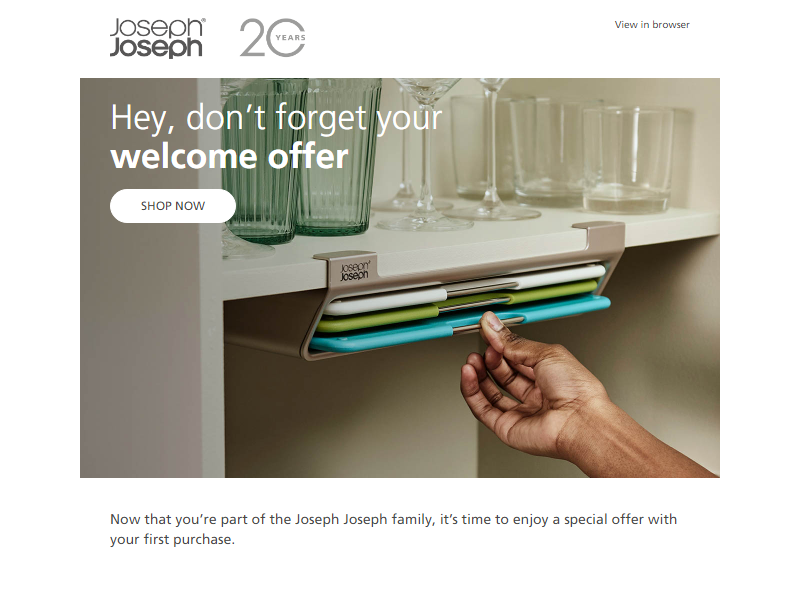 Joseph®
Joseph
20 YEARS
View in browser
Hey, don't forget your
welcome offer
SHOP NOW
Joseph®
Joseph
Now that you're part of the Joseph Joseph family, it's time to enjoy a special offer with
your first purchase.